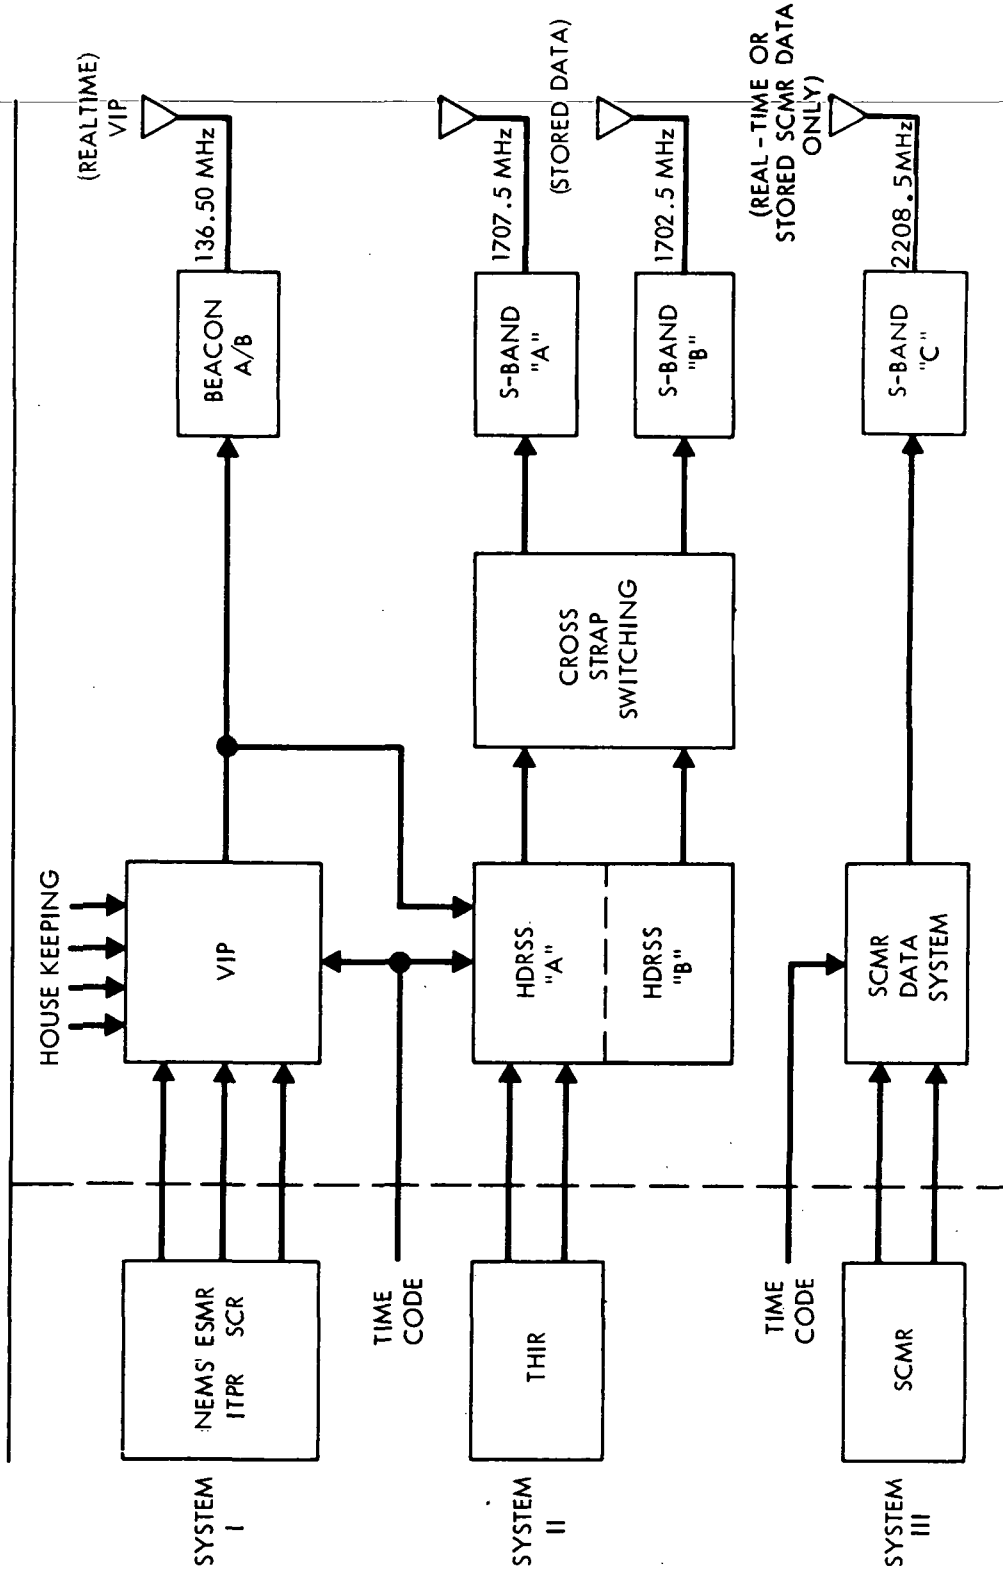 HOUSE KEEPING
(REALTIME)
VIP
SYSTEM
I
NEMS' ESMR
ITPR SCR
VIP
BEACON
A/B
136.50 MHz
TIME
CODE
SYSTEM
II
THIR
HDRSS
"A"
HDRSS
"B"
CROSS
STRAP
SWITCHING
S-BAND
"A"
1707.5 MHz
(STORED DATA)
S-BAND
"B"
1702.5 MHz
TIME
CODE
(REAL-TIME OR
STORED SCMR DATA
ONLY)
SYSTEM
III
SCMR
SCMR
DATA
SYSTEM
S-BAND
"C"
2208.5MHz